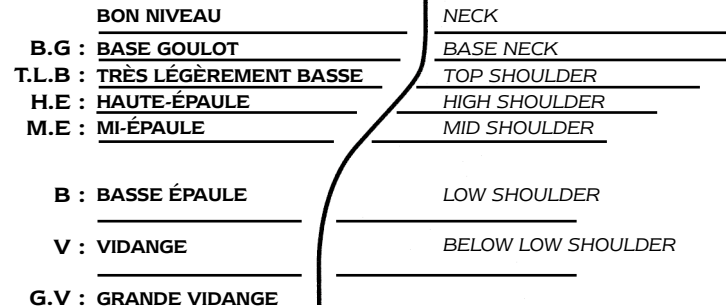 BON NIVEAU NECK
B.G : BASE GOULOT BASE NECK
T.L.B : TRÈS LÉGÈREMENT BASSE TOP SHOULDER
H.E : HAUTE-ÉPAULE HIGH SHOULDER
M.E : MI-ÉPAULE MID SHOULDER
B : BASSE ÉPAULE LOW SHOULDER
V : VIDANGE BELOW LOW SHOULDER
G.V : GRANDE VIDANGE